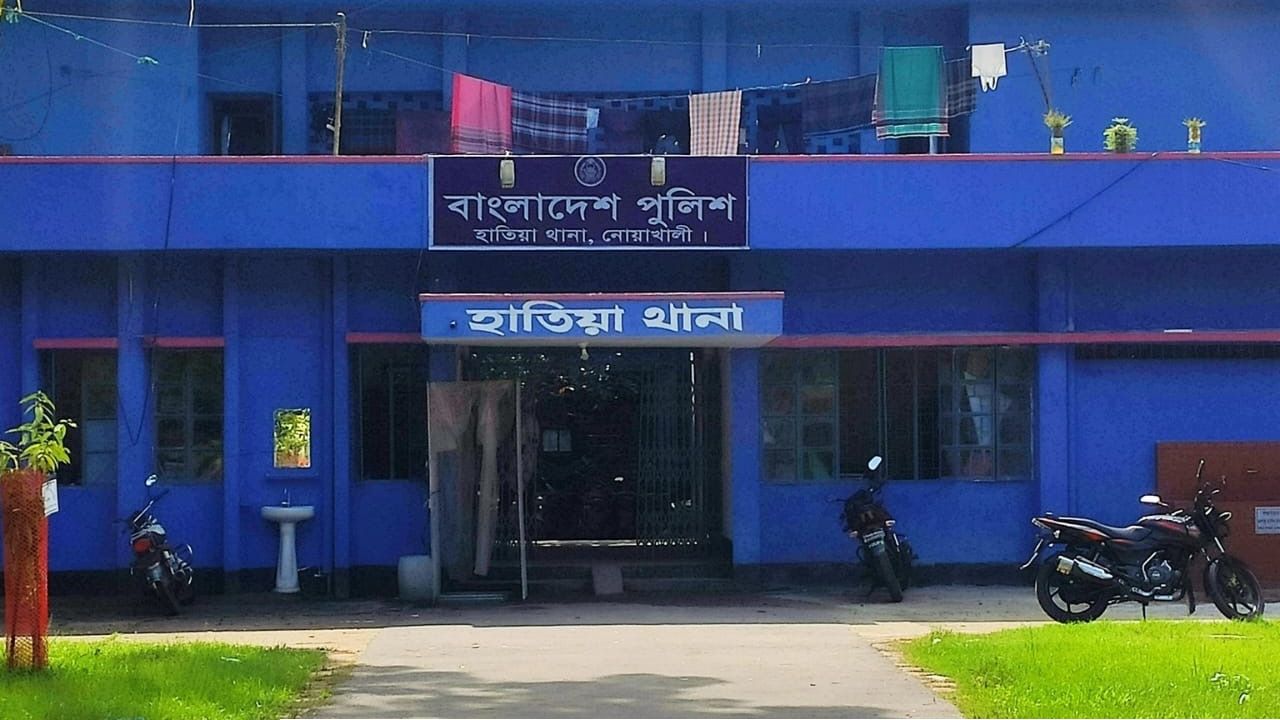 বাংলাদেশ পুলিশ
হাতিয়া থানা, নোয়াখালী ।
হাতিয়া থানা